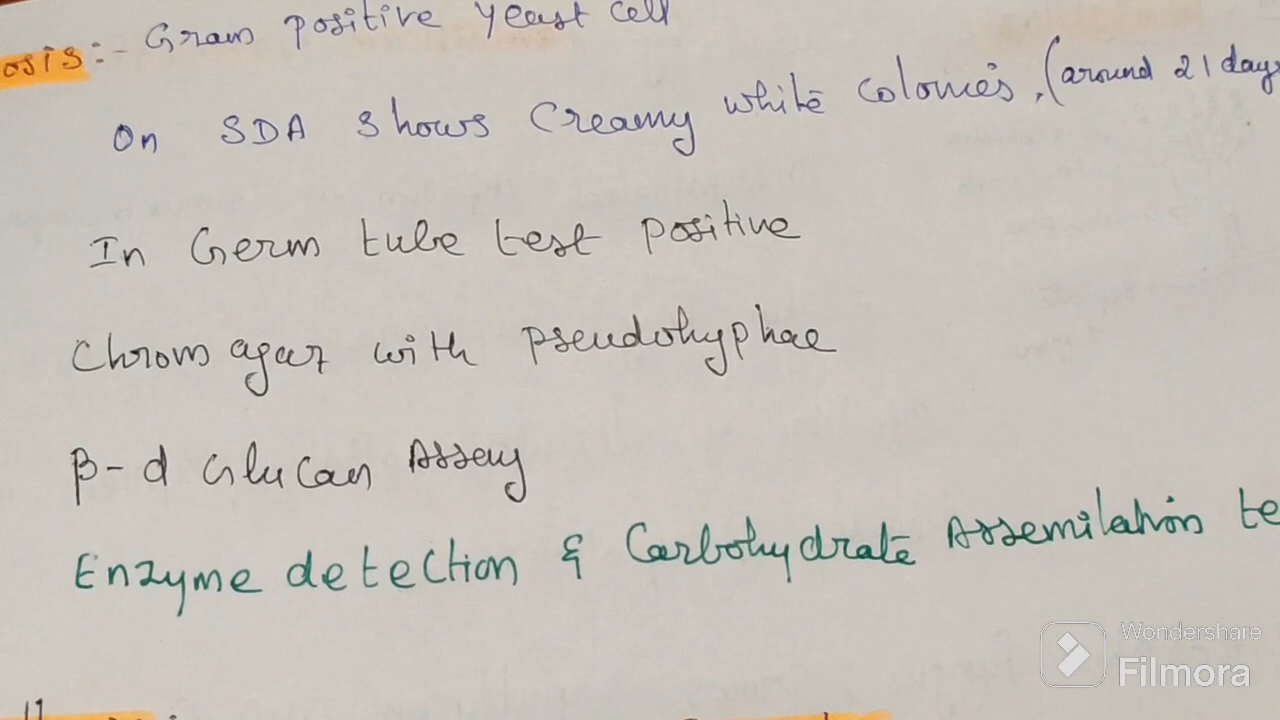 osis:- Gram positive yeast cell
On SDA shows creamy white colonies, (around 21 days
In Germ tube test positive
Chrom agar with pseudohyphae
β-d Glucan Assay
Enzyme detection & Carbohydrate Assemilation te
Wondershare
Filmora